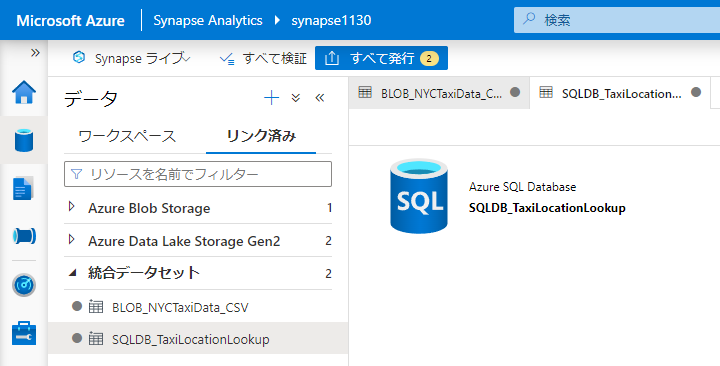 Microsoft Azure
Synapse Analytics
synapse1130
検索
Synapse ライブ
すべて検証
すべて発行 2
データ
ワークスペース
リンク済み
リソースを名前でフィルター
Azure Blob Storage 1
Azure Data Lake Storage Gen2 2
統合データセット 2
BLOB_NYCTaxiData_CSV
SQLDB_TaxiLocationLookup
BLOB_NYCTaxiData_C...
SQLDB_TaxiLocation...
SQL
Azure SQL Database
SQLDB_TaxiLocationLookup